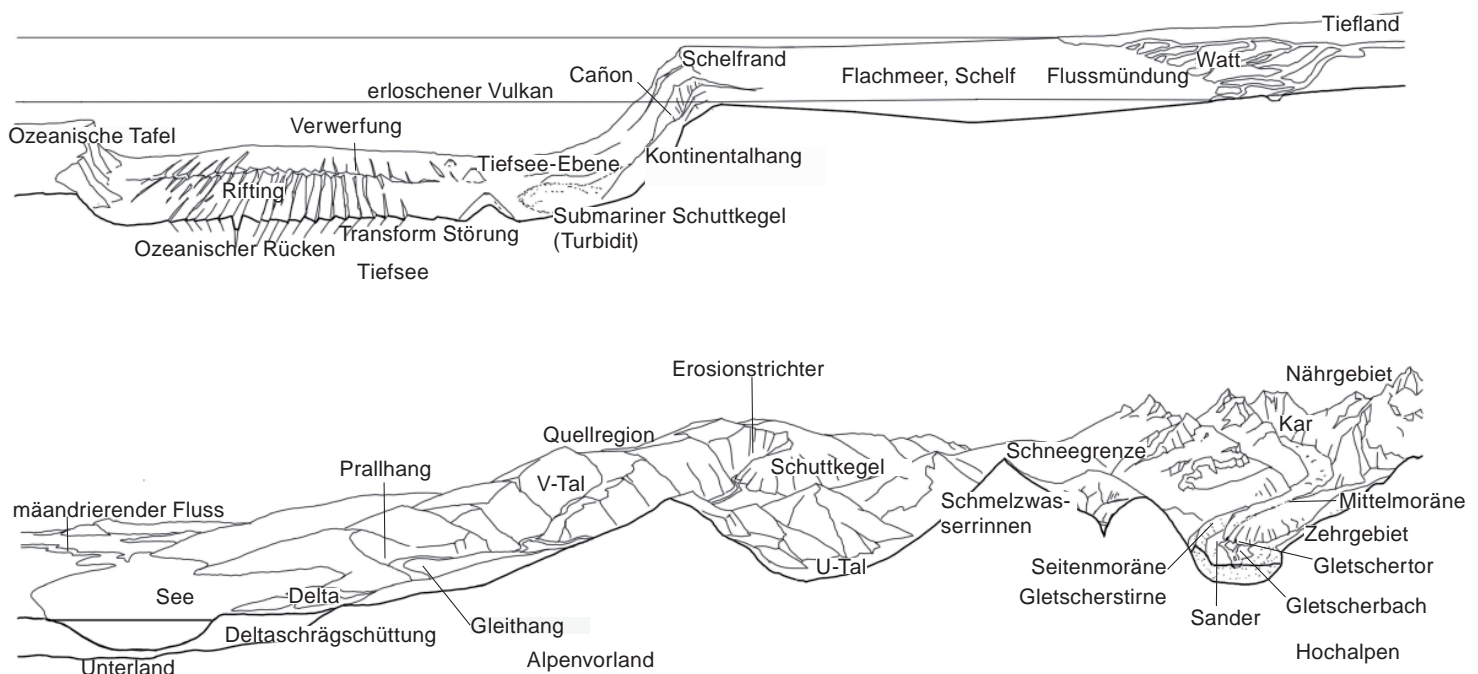 Tiefland
Schelfrand
Watt
Cañon
Flachmeer, Schelf
Flussmündung
erloschener Vulkan
Verwerfung
Ozeanische Tafel
Tiefsee-Ebene
Kontinentalhang
Rifting
Submariner Schuttkegel
(Turbidit)
Transform Störung
Ozeanischer Rücken
Tiefsee
Erosionstrichter
Nährgebiet
Kar
Quellregion
Schneegrenze
Prallhang
Schuttkegel
V-Tal
Schmelzwas-
serrinnen
Mittelmoräne
mäandrierender Fluss
Zehrgebiet
U-Tal
Seitenmoräne
Gletschertor
See
Delta
Gletscherstirne
Gletscherbach
Sander
Gleithang
Deltaschrägschüttung
Hochalpen
Alpenvorland
Unterland